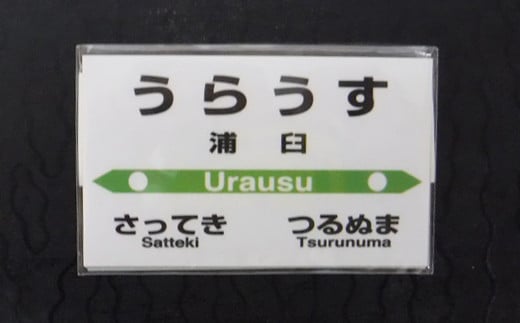 うらうす
浦臼
Urausu
さってき つるぬま
Satteki Tsurunuma